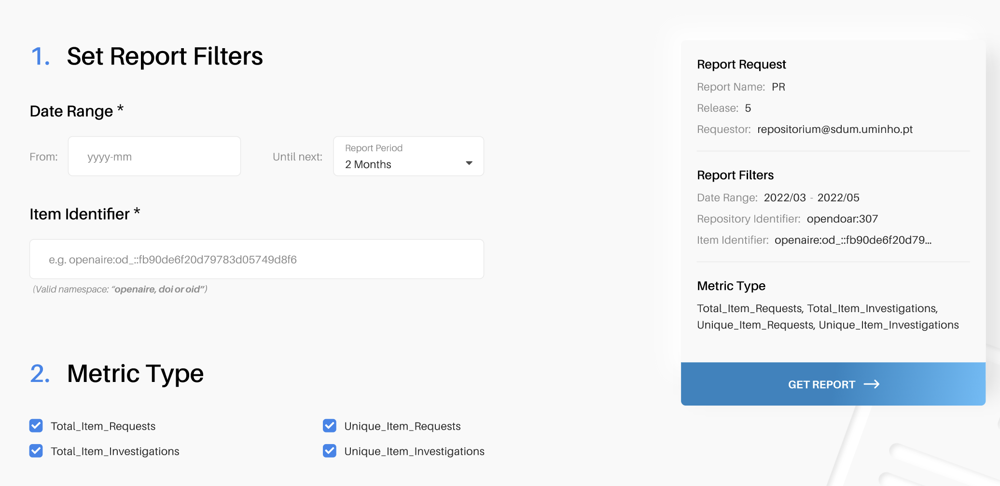 1. Set Report Filters
Date Range *
From: yyyy-mm Until next: Report Period
2 Months
Item Identifier *
e.g. openaire:od_::fb90de6f20d79783d05749d8f6
(Valid namespace: “openaire, doi or oid”)
2. Metric Type
Total_Item_Requests Unique_Item_Requests
Total_Item_Investigations Unique_Item_Investigations
Report Request
Report Name: PR
Release: 5
Requestor: repositorium@sdum.uminho.pt
Report Filters
Date Range: 2022/03 - 2022/05
Repository Identifier: opendoar:307
Item Identifier: openaire:od_::fb90de6f20d79...
Metric Type
Total_Item_Requests, Total_Item_Investigations,
Unique_Item_Requests, Unique_Item_Investigations
GET REPORT